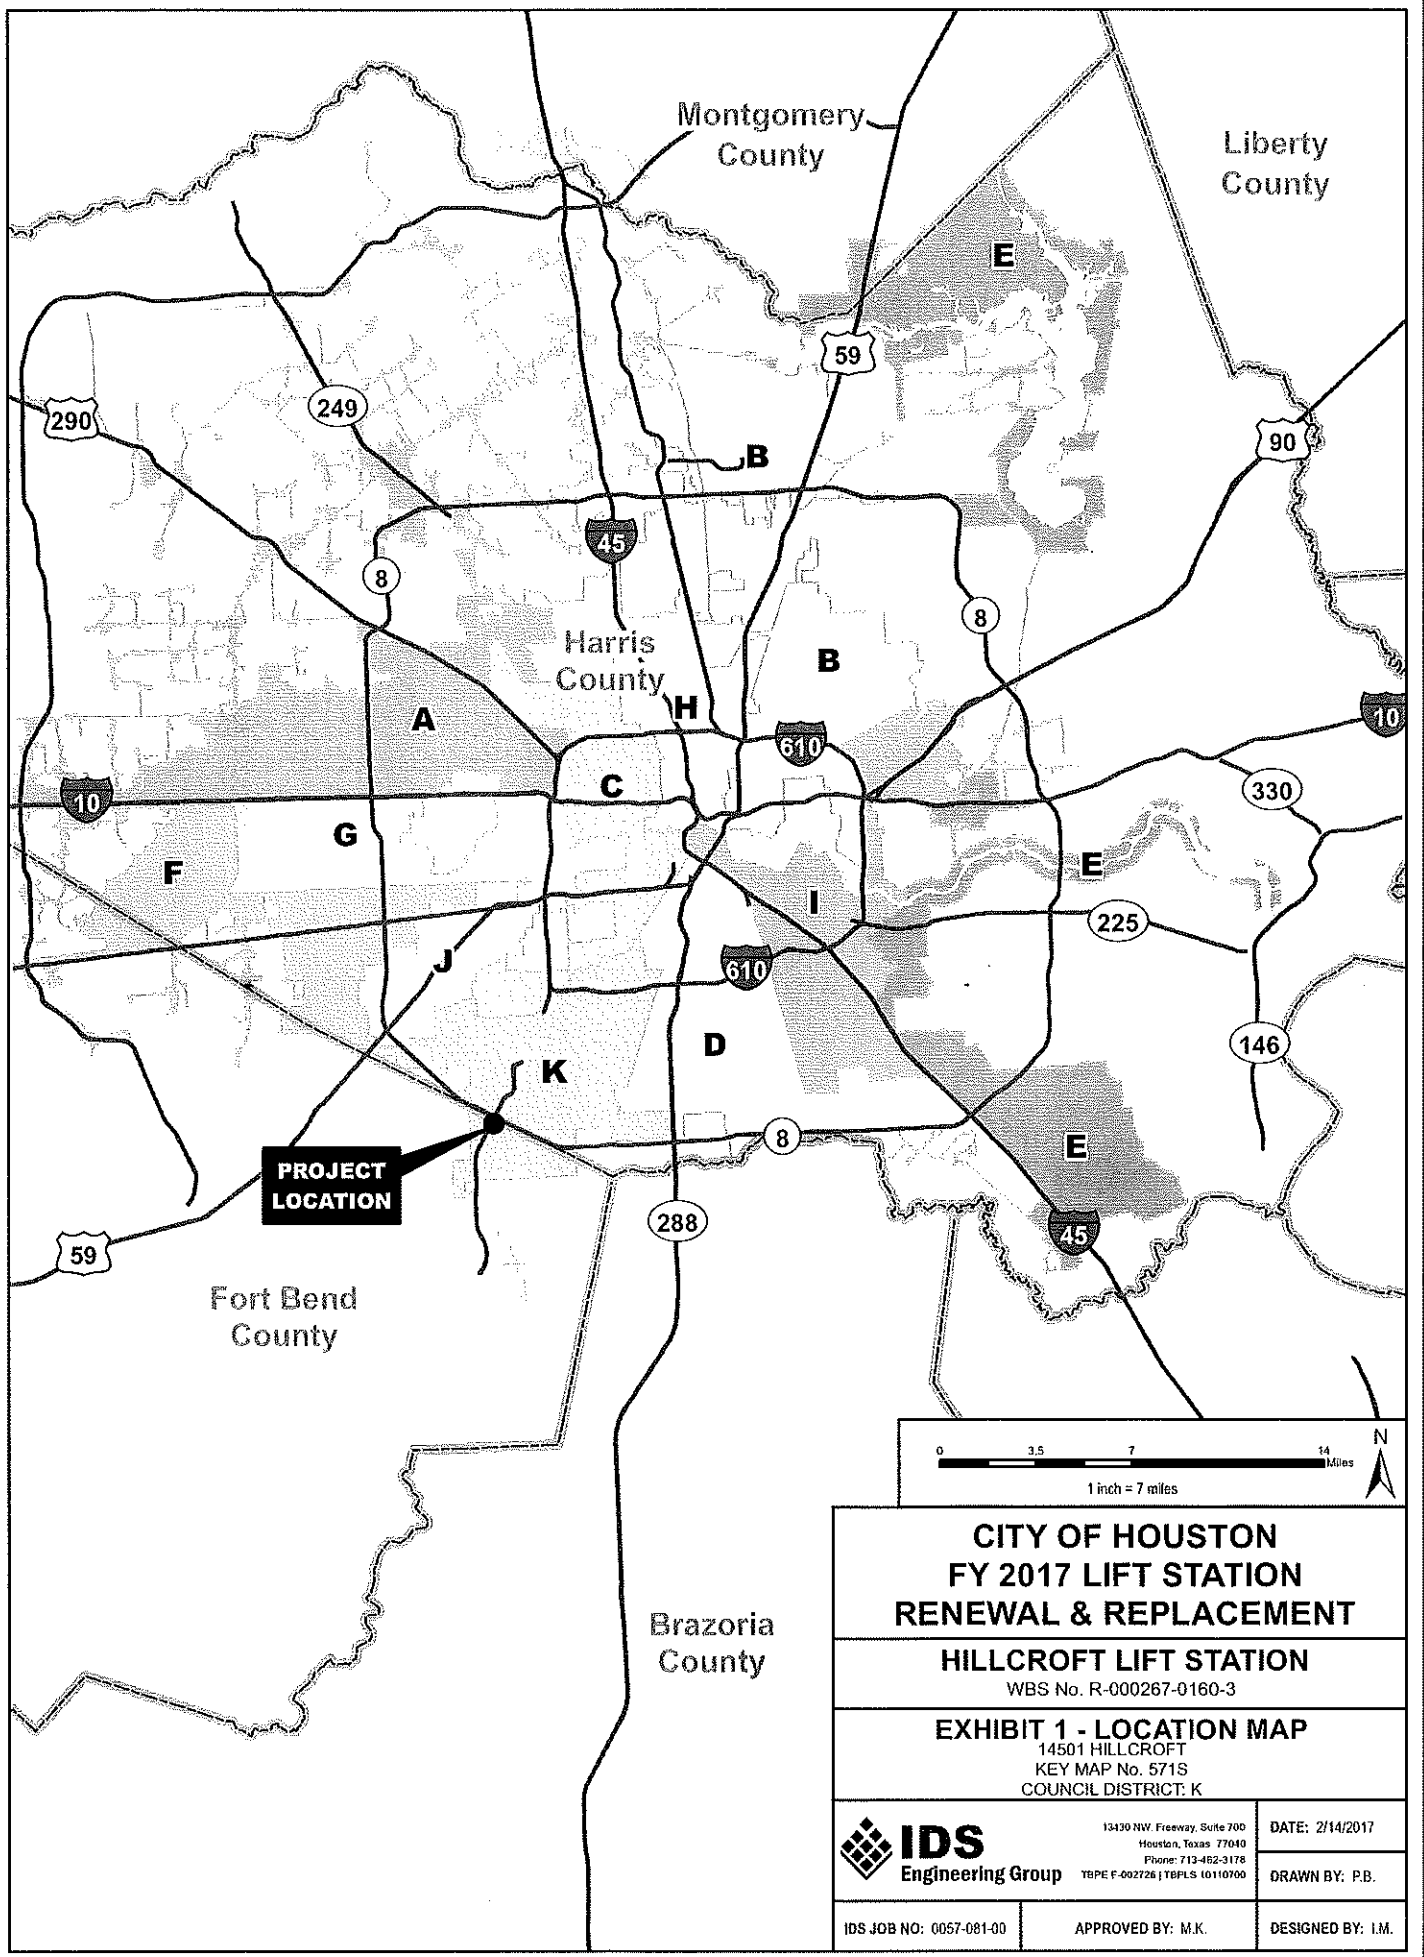 Montgomery
County
Liberty
County
E
59
290
249
90
B
45
8
8
Harris
County
B
H
A
10
610
C
10
330
G
F
E
I
225
J
610
D
146
K
8
E
PROJECT
LOCATION
288
45
59
Fort Bend
County
Brazoria
County
0 3.5 7 14
Miles
N
1 inch = 7 miles
CITY OF HOUSTON
FY 2017 LIFT STATION
RENEWAL & REPLACEMENT
HILLCROFT LIFT STATION
WBS No. R-000267-0160-3
EXHIBIT 1 - LOCATION MAP
14501 HILLCROFT
KEY MAP No. 571S
COUNCIL DISTRICT: K
IDS
Engineering Group
13430 NW. Freeway, Suite 700
Houston, Texas 77040
Phone: 713-462-3178
TBPE F-002726 | TBPLS 10110700
DATE: 2/14/2017
DRAWN BY: P.B.
IDS JOB NO: 0057-081-00
APPROVED BY: M.K.
DESIGNED BY: I.M.